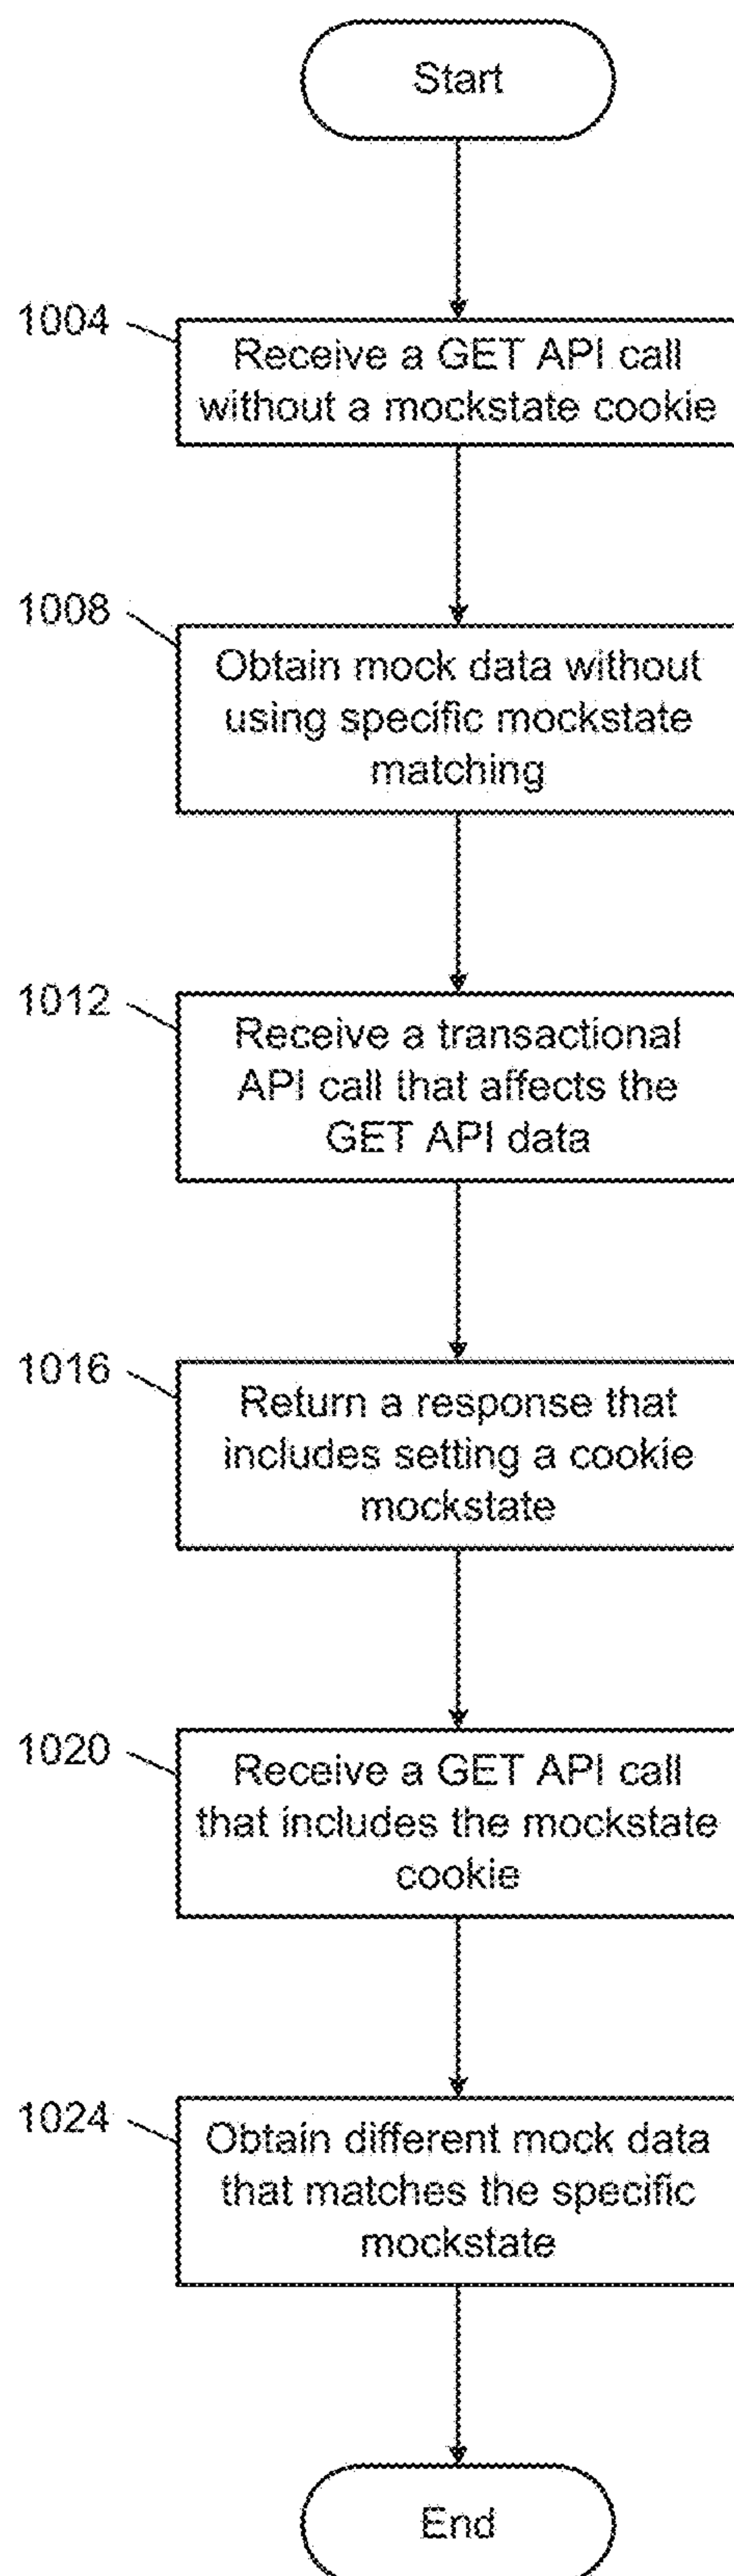 Start
1004
Receive a GET API call
without a mockstate cookie
1008
Obtain mock data without
using specific mockstate
matching
1012
Receive a transactional
API call that affects the
GET API data
1016
Return a response that
includes setting a cookie
mockstate
1020
Receive a GET API call
that includes the mockstate
cookie
1024
Obtain different mock data
that matches the specific
mockstate
End